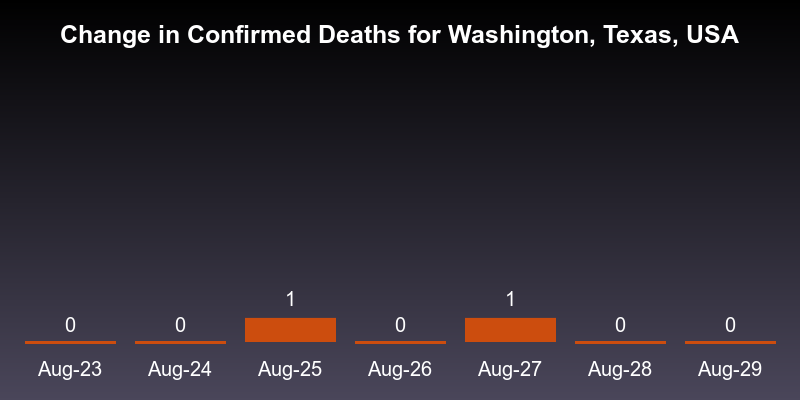 Change in Confirmed Deaths for Washington, Texas, USA
0 0 1 0 1 0 0
Aug-23 Aug-24 Aug-25 Aug-26 Aug-27 Aug-28 Aug-29